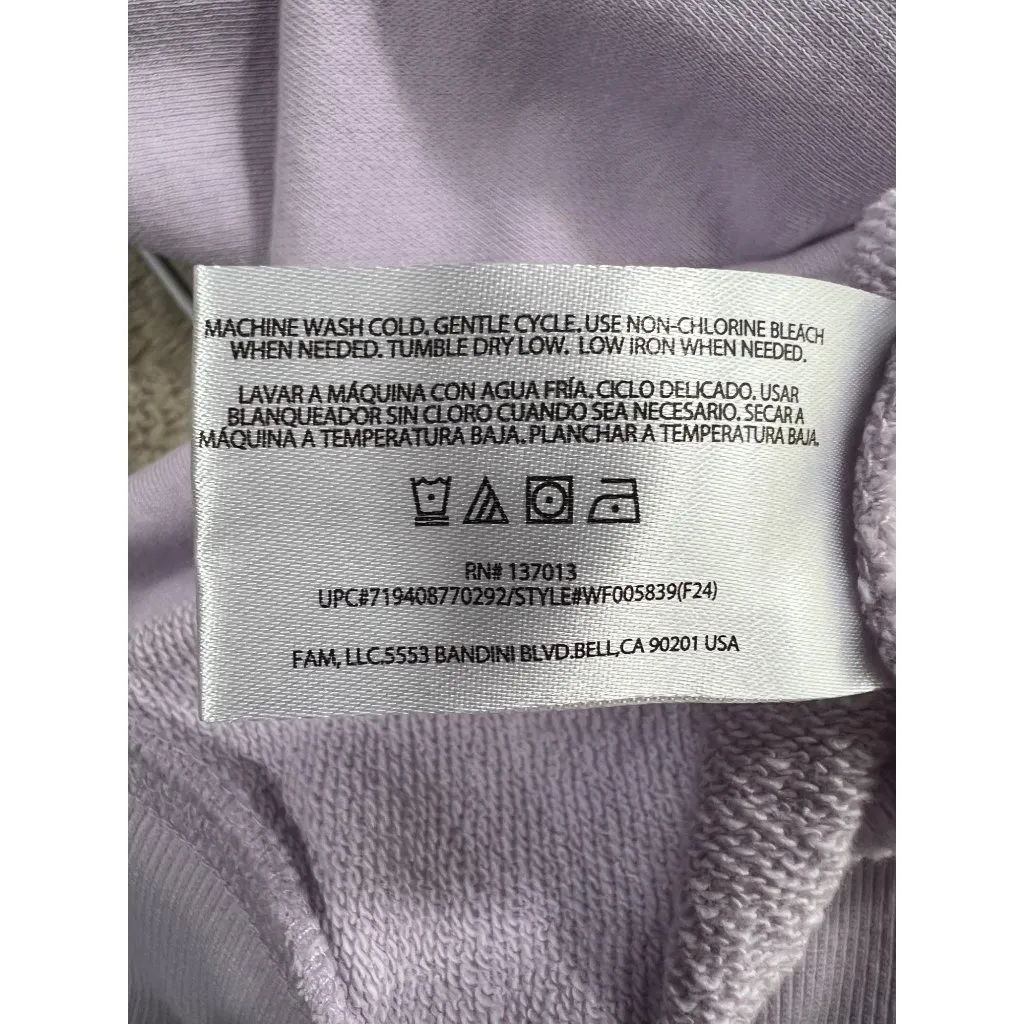 MACHINE WASH COLD. GENTLE CYCLE. USE NON-CHLORINE BLEACH
WHEN NEEDED. TUMBLE DRY LOW. LOW IRON WHEN NEEDED.
LAVAR A MÁQUINA CON AGUA FRÍA. CICLO DELICADO. USAR
BLANQUEADOR SIN CLORO CUANDO SEA NECESARIO. SECAR A
MÁQUINA A TEMPERATURA BAJA. PLANCHAR A TEMPERATURA BAJA.
RN# 137013
UPC#719408770292/STYLE#WF005839(F24)
FAM, LLC.5553 BANDINI BLVD.BELL,CA 90201 USA